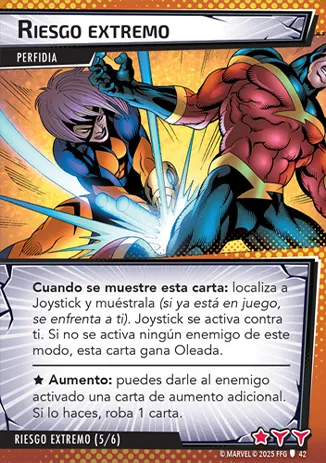 RIESGO EXTREMO
PERFIDIA
Cuando se muestre esta carta: localiza a
Joystick y muéstrala (si ya está en juego,
se enfrenta a ti). Joystick se activa contra
ti. Si no se activa ningún enemigo de este
modo, esta carta gana Oleada.
★ Aumento: puedes darle al enemigo
activado una carta de aumento adicional.
Si lo haces, roba 1 carta.
RIESGO EXTREMO (5/6)
© MARVEL © 2025 FFG 42